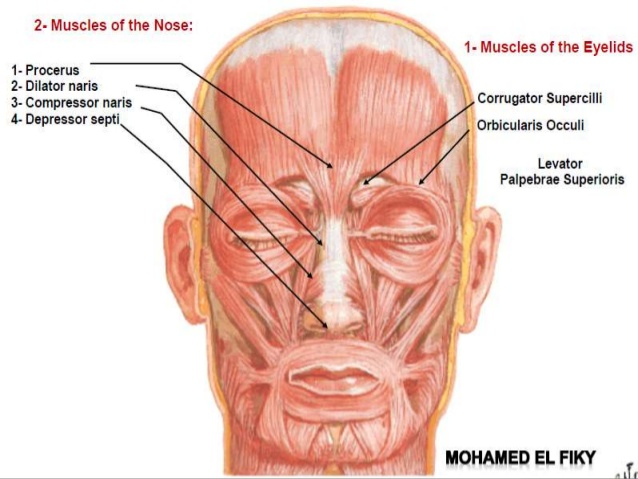 2- Muscles of the Nose:
1- Procerus
2- Dilator naris
3- Compressor naris
4- Depressor septi
1- Muscles of the Eyelids
Corrugator Supercilli
Orbicularis Occuli
Levator
Palpebrae Superioris
MOHAMED EL FIKY